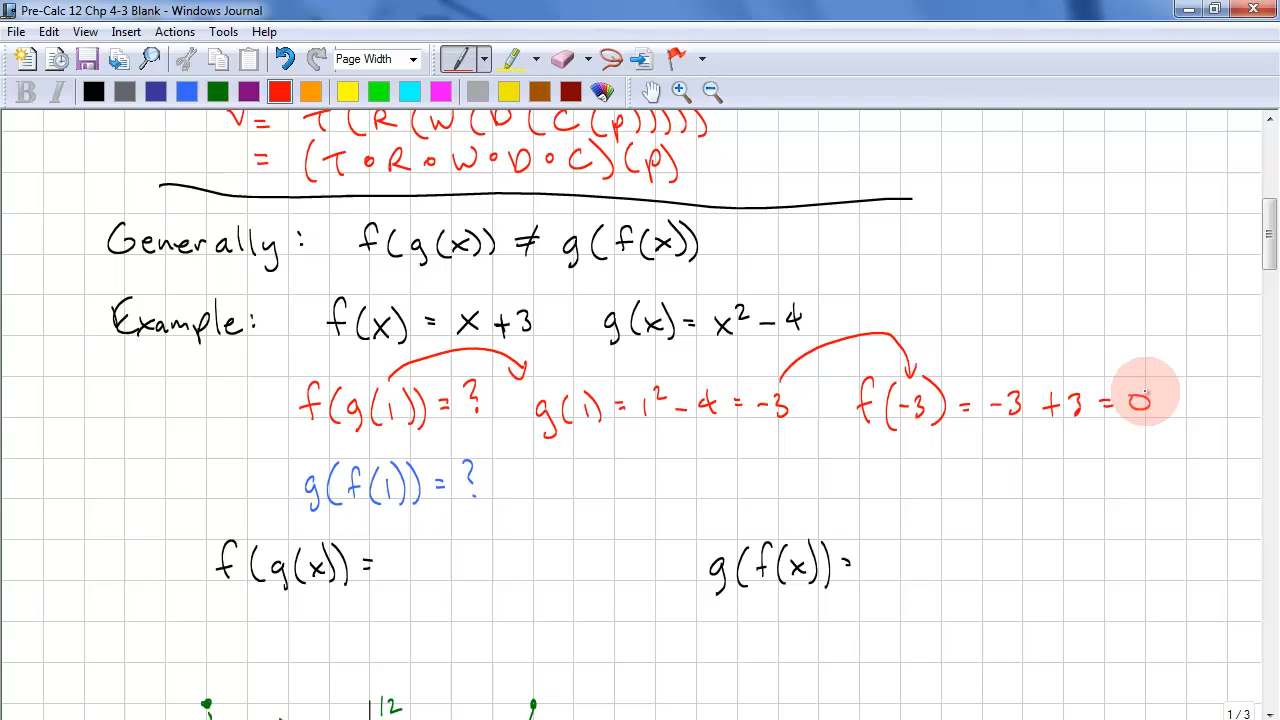 Pre-Calc 12 Chp 4-3 Blank - Windows Journal
File Edit View Insert Actions Tools Help
Page Width
B I
V = T(R(W(D(C(p)))))
= (T∘R∘W∘D∘C)(p)
Generally: f(g(x)) ≠ g(f(x))
Example: f(x) = x + 3 g(x) = x² - 4
f(g(1)) = ? g(1) = 1² - 4 = -3 f(-3) = -3 + 3 = 0
g(f(1)) = ?
f(g(x)) = g(f(x)) =
12
1 / 3